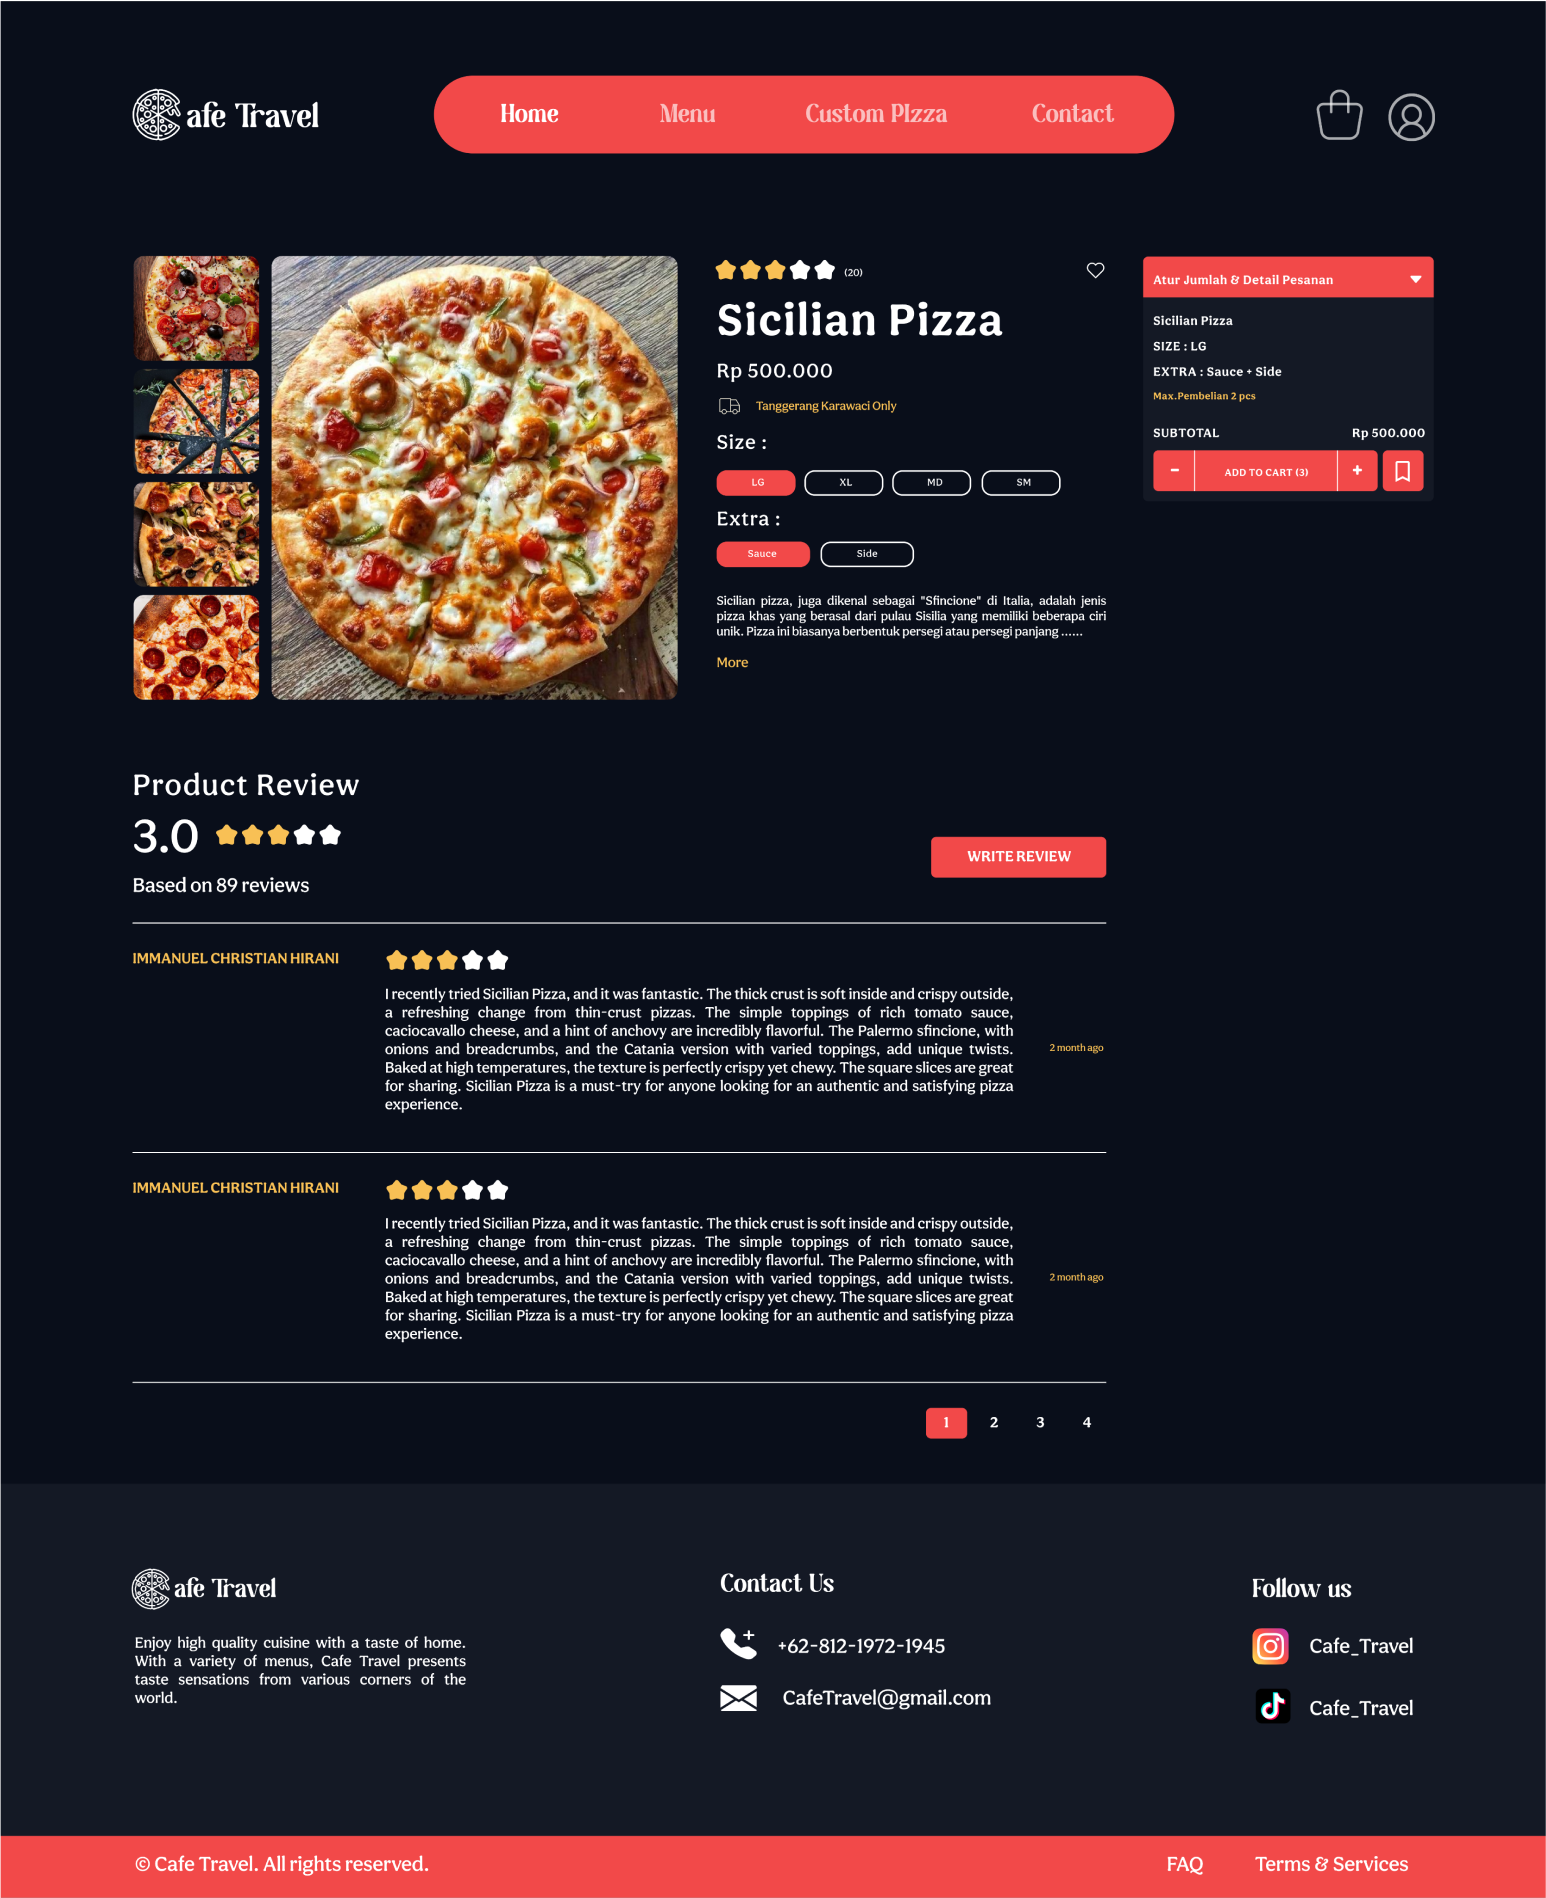 afe Travel
Home
Menu
Custom PIzza
Contact
(20)
Sicilian Pizza
Rp 500.000
Tanggerang Karawaci Only
Size :
LG
XL
MD
SM
Extra :
Sauce
Side
Sicilian pizza, juga dikenal sebagai "Sfincione" di Italia, adalah jenis
pizza khas yang berasal dari pulau Sisilia yang memiliki beberapa ciri
unik. Pizza ini biasanya berbentuk persegi atau persegi panjang ......
More
Atur Jumlah & Detail Pesanan
Sicilian Pizza
SIZE : LG
EXTRA : Sauce + Side
Max.Pembelian 2 pcs
SUBTOTAL
Rp 500.000
-
ADD TO CART (3)
+
Product Review
3.0
Based on 89 reviews
WRITE REVIEW
IMMANUEL CHRISTIAN HIRANI
I recently tried Sicilian Pizza, and it was fantastic. The thick crust is soft inside and crispy outside,
a refreshing change from thin-crust pizzas. The simple toppings of rich tomato sauce,
caciocavallo cheese, and a hint of anchovy are incredibly flavorful. The Palermo sfincione, with
onions and breadcrumbs, and the Catania version with varied toppings, add unique twists.
Baked at high temperatures, the texture is perfectly crispy yet chewy. The square slices are great
for sharing. Sicilian Pizza is a must-try for anyone looking for an authentic and satisfying pizza
experience.
2 month ago
IMMANUEL CHRISTIAN HIRANI
I recently tried Sicilian Pizza, and it was fantastic. The thick crust is soft inside and crispy outside,
a refreshing change from thin-crust pizzas. The simple toppings of rich tomato sauce,
caciocavallo cheese, and a hint of anchovy are incredibly flavorful. The Palermo sfincione, with
onions and breadcrumbs, and the Catania version with varied toppings, add unique twists.
Baked at high temperatures, the texture is perfectly crispy yet chewy. The square slices are great
for sharing. Sicilian Pizza is a must-try for anyone looking for an authentic and satisfying pizza
experience.
2 month ago
1
2
3
4
afe Travel
Enjoy high quality cuisine with a taste of home.
With a variety of menus, Cafe Travel presents
taste sensations from various corners of the
world.
Contact Us
+62-812-1972-1945
CafeTravel@gmail.com
Follow us
Cafe_Travel
Cafe_Travel
© Cafe Travel. All rights reserved.
FAQ
Terms & Services